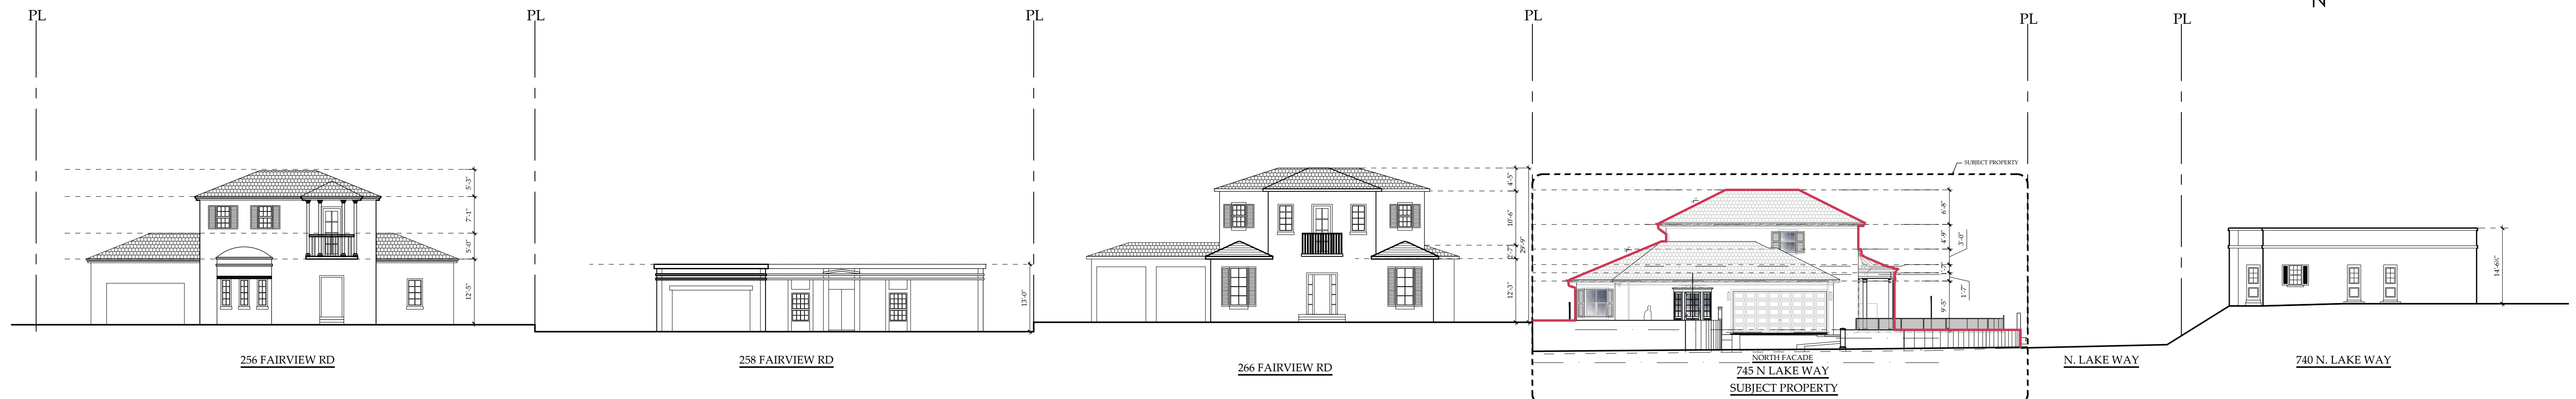 N
PL
PL
PL
PL
PL
PL
5'-3"
7'-1"
5'-0"
12'-5"
256 FAIRVIEW RD
13'-0"
258 FAIRVIEW RD
4'-5"
10'-6"
2'-7"
12'-3"
29'-9"
266 FAIRVIEW RD
SUBJECT PROPERTY
6'-8"
4'-9"
3'-0"
1'-7"
9'-5"
NORTH FACADE
745 N LAKE WAY
SUBJECT PROPERTY
N. LAKE WAY
14'-6½"
740 N. LAKE WAY